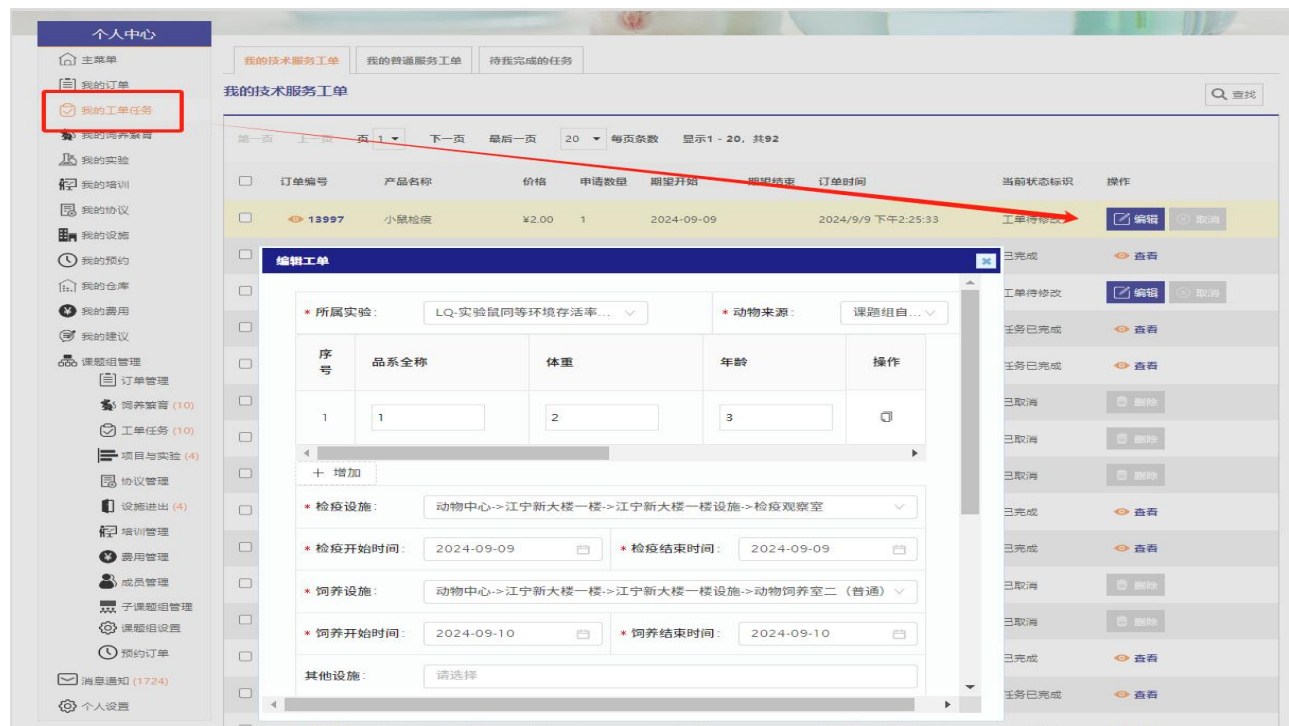 个人中心
主菜单
我的订单
我的工单任务
我的饲养繁育
我的实验
我的培训
我的协议
我的设施
我的预约
我的仓库
我的费用
我的建议
课题组管理
订单管理
饲养繁育 (10)
工单任务 (10)
项目与实验 (4)
协议管理
设施进出 (4)
培训管理
费用管理
成员管理
子课题组管理
课题组设置
预约订单
消息通知 (1724)
个人设置
我的技术服务工单 我的普通服务工单 待我完成的任务
我的技术服务工单 查找
第一页 上一页 页 1 下一页 最后一页 20 每页条数 显示1 - 20, 共92
订单编号 产品名称 价格 申请数量 期望开始 期望结束 订单时间 当前状态标识 操作
13997 小鼠检疫 ¥2.00 1 2024-09-09 2024/9/9 下午2:25:33 工单待修改 编辑 取消
已完成 查看
工单待修改 编辑 取消
任务已完成 查看
任务已完成 查看
已取消 删除
已取消 删除
已取消 删除
已完成 查看
已完成 查看
已取消 删除
已取消 删除
已完成 查看
任务已完成 查看
编辑工单
* 所属实验: LQ-实验鼠同等环境存活率... * 动物来源: 课题组自...
序号 品系全称 体重 年龄 操作
1 1 2 3
+ 增加
* 检疫设施: 动物中心->江宁新大楼一楼->江宁新大楼一楼设施->检疫观察室
* 检疫开始时间: 2024-09-09 * 检疫结束时间: 2024-09-09
* 饲养设施: 动物中心->江宁新大楼一楼->江宁新大楼一楼设施->动物饲养室二（普通）
* 饲养开始时间: 2024-09-10 * 饲养结束时间: 2024-09-10
其他设施: 请选择